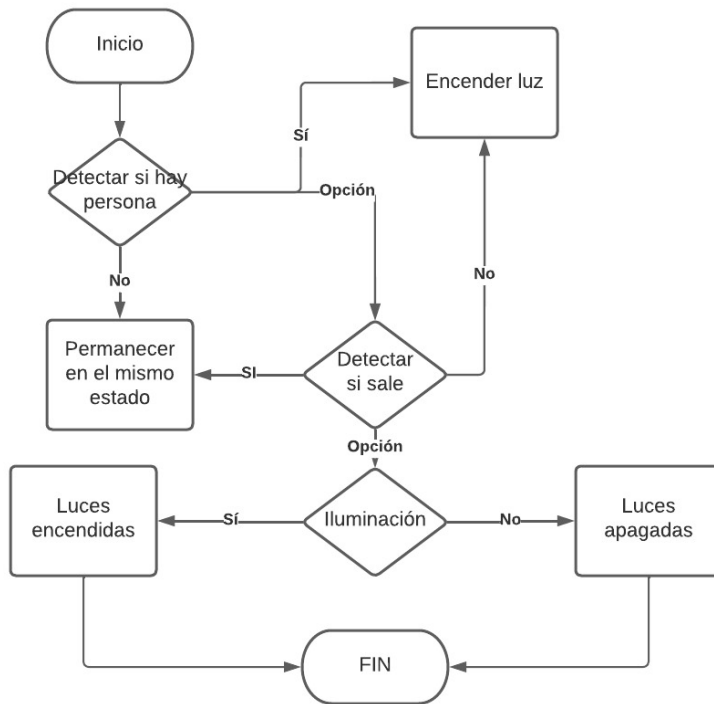 Inicio
Encender luz
Sí
Detectar si hay
persona
Opción
No
No
Permanecer
en el mismo
estado
SI
Detectar
si sale
Opción
Luces
encendidas
Sí
Iluminación
No
Luces
apagadas
FIN